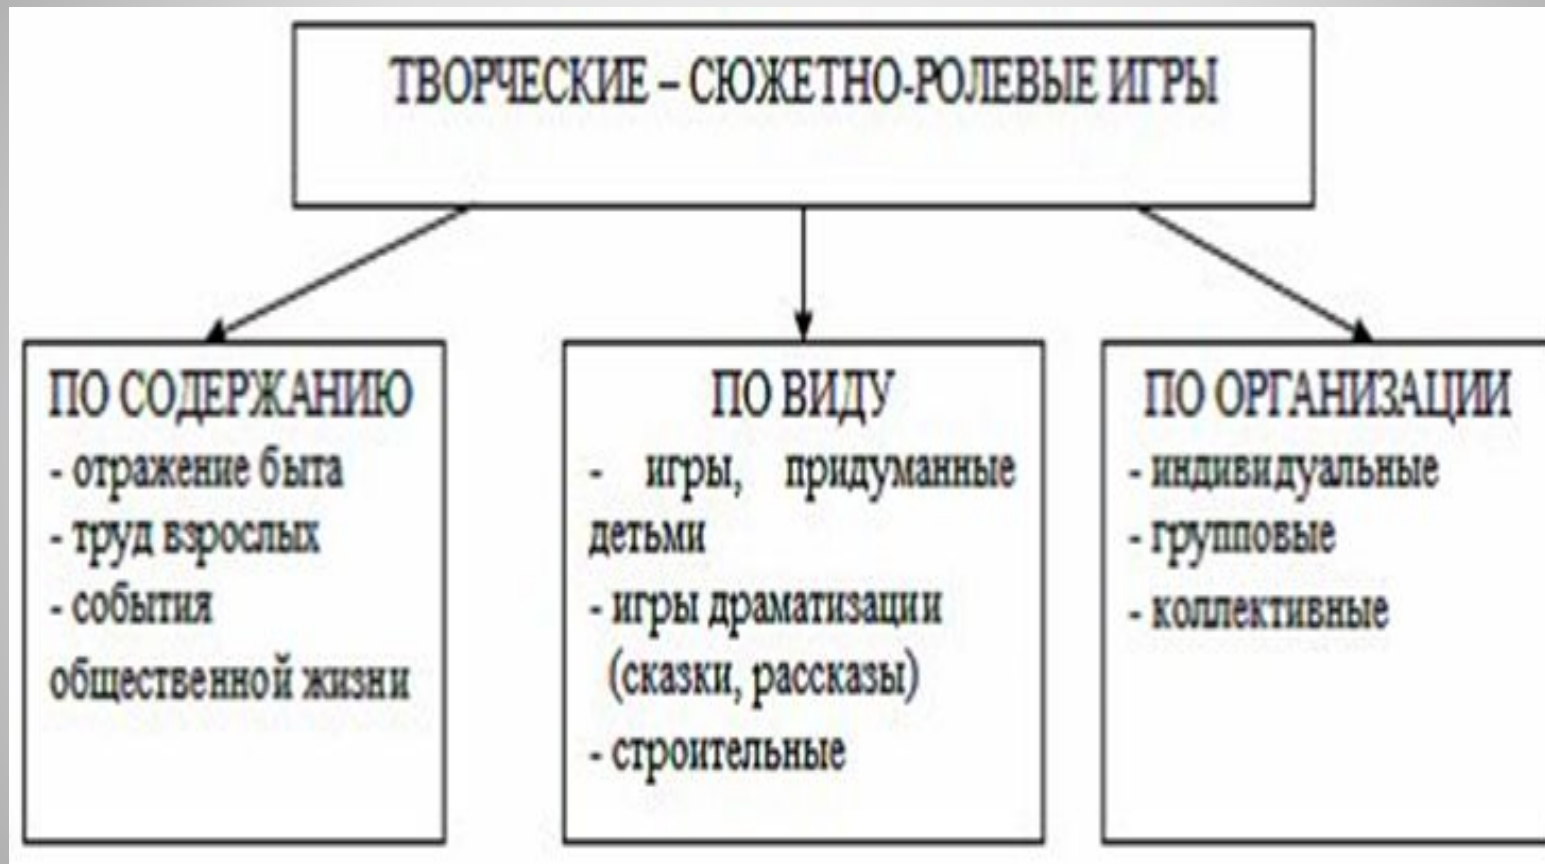 ТВОРЧЕСКИЕ – СЮЖЕТНО-РОЛЕВЫЕ ИГРЫ
ПО СОДЕРЖАНИЮ
- отражение быта
- труд взрослых
- события
общественной жизни
ПО ВИДУ
- игры, придуманные
детьми
- игры драматизации
(сказки, рассказы)
- строительные
ПО ОРГАНИЗАЦИИ
- индивидуальные
- групповые
- коллективные